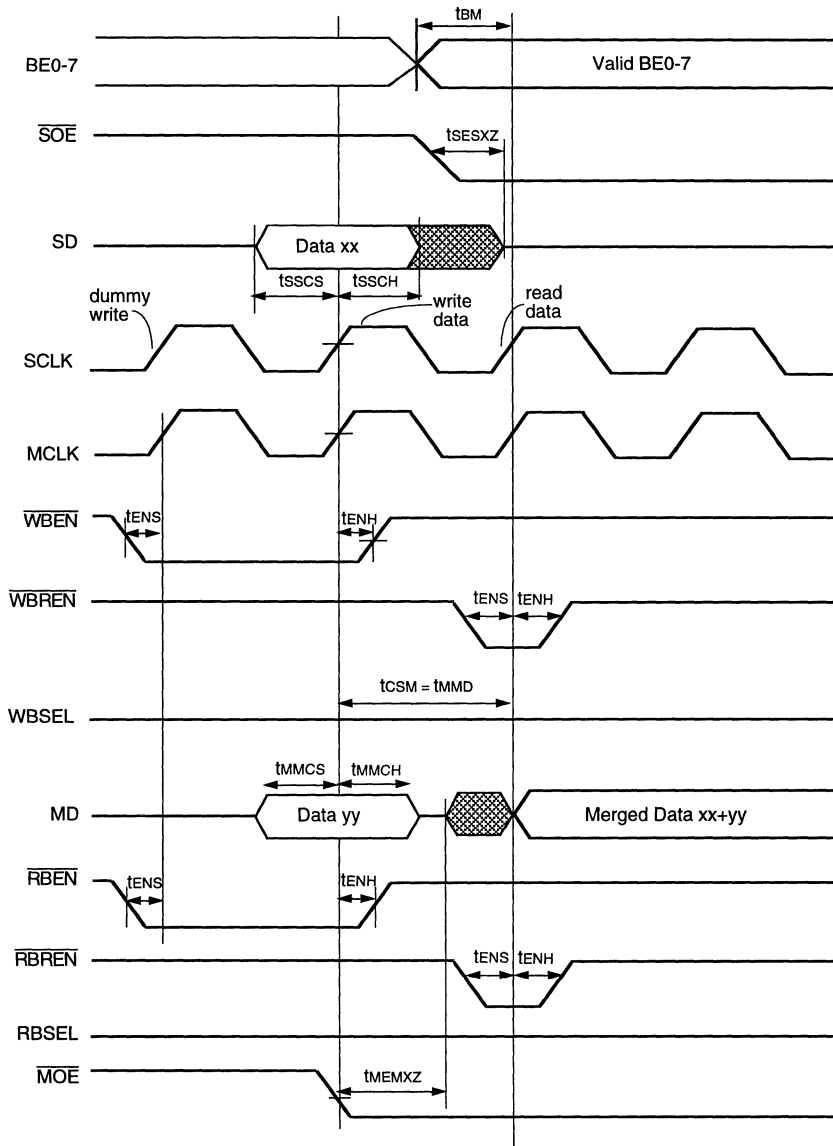 tBM
BE0-7
Valid BE0-7
SOE
tSESXZ
SD
Data xx
tSSCS
tSSCH
dummy
write
write
data
read
data
SCLK
MCLK
WBEN
tENS
tENH
WBREN
tENS
tENH
tCSM = tMMD
WBSEL
tMMCS
tMMCH
MD
Data yy
Merged Data xx+yy
RBEN
tENS
tENH
RBREN
tENS
tENH
RBSEL
MOE
tMEMXZ